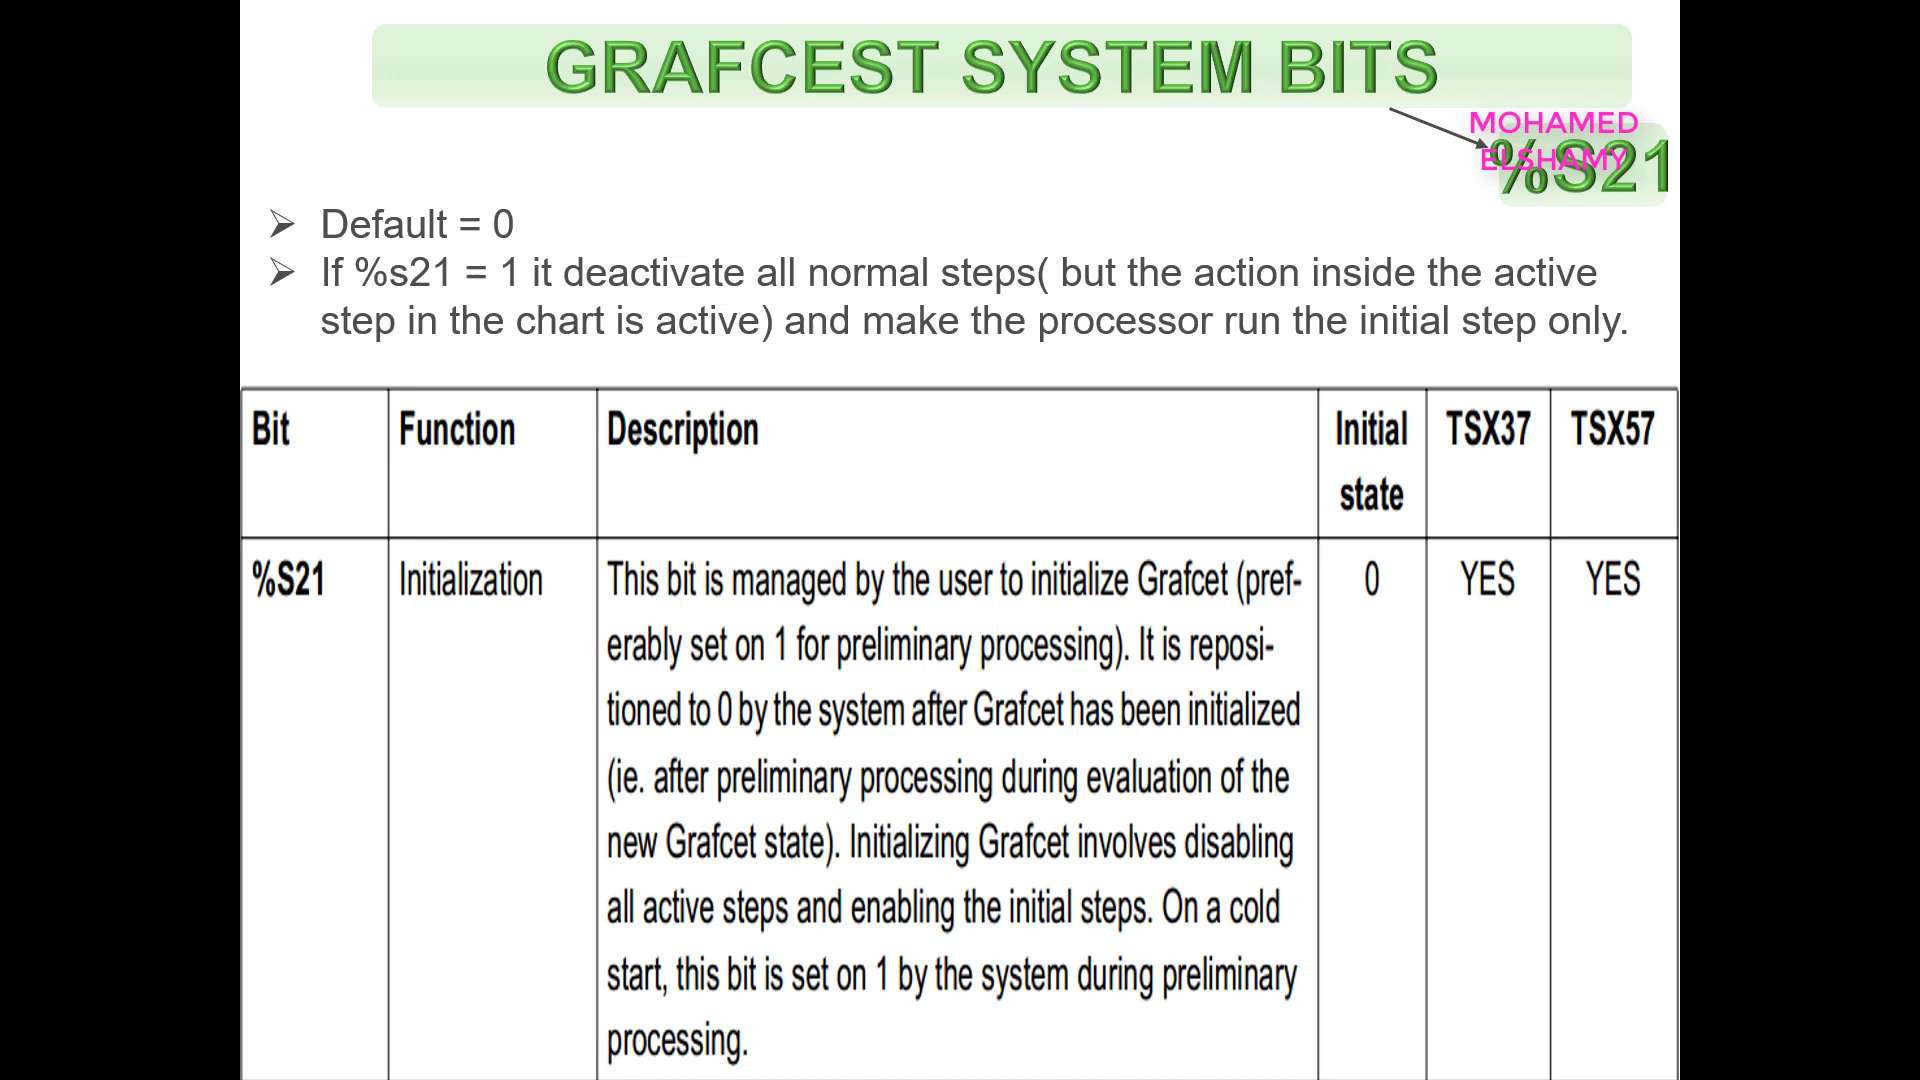 GRAFCEST SYSTEM BITS
MOHAMED
ELSHAMY
%S21
➢ Default = 0
➢ If %s21 = 1 it deactivate all normal steps( but the action inside the active
step in the chart is active) and make the processor run the initial step only.
Bit Function Description Initial TSX37 TSX57
state
%S21 Initialization This bit is managed by the user to initialize Grafcet (pref- 0 YES YES
erably set on 1 for preliminary processing). It is reposi-
tioned to 0 by the system after Grafcet has been initialized
(ie. after preliminary processing during evaluation of the
new Grafcet state). Initializing Grafcet involves disabling
all active steps and enabling the initial steps. On a cold
start, this bit is set on 1 by the system during preliminary
processing.